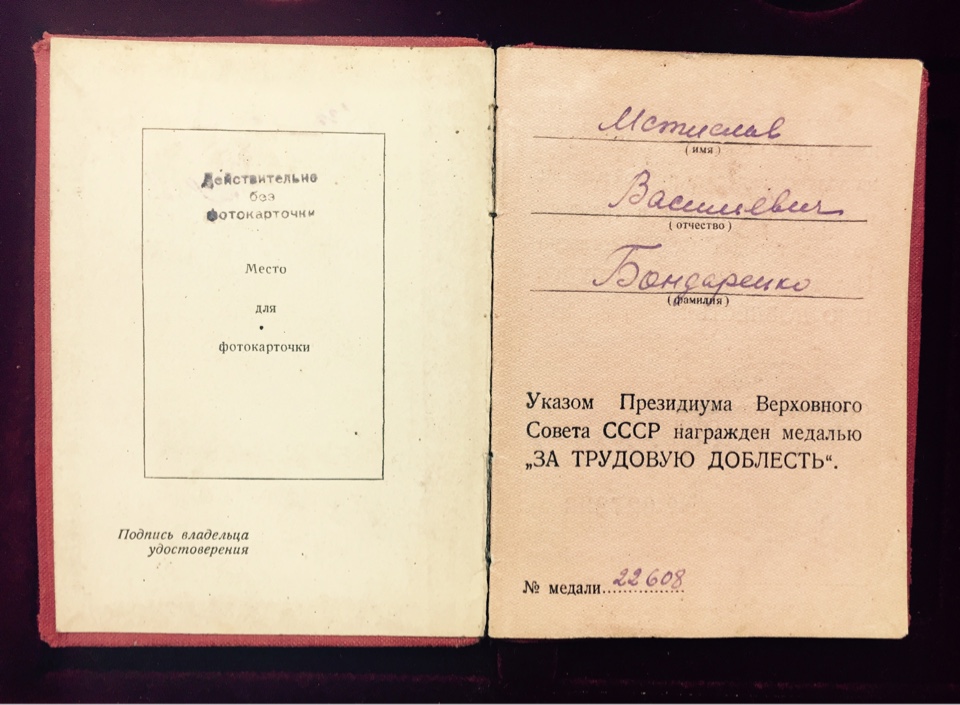 Действительно
без
фотокарточки
Место
для
фотокарточки
Подпись владельца
удостоверения
Мстислав
(имя)
Васильевич
(отчество)
Бондаренко
(фамилия)
Указом Президиума Верховного
Совета СССР награжден медалью
„ЗА ТРУДОВУЮ ДОБЛЕСТЬ“.
№ медали 22608